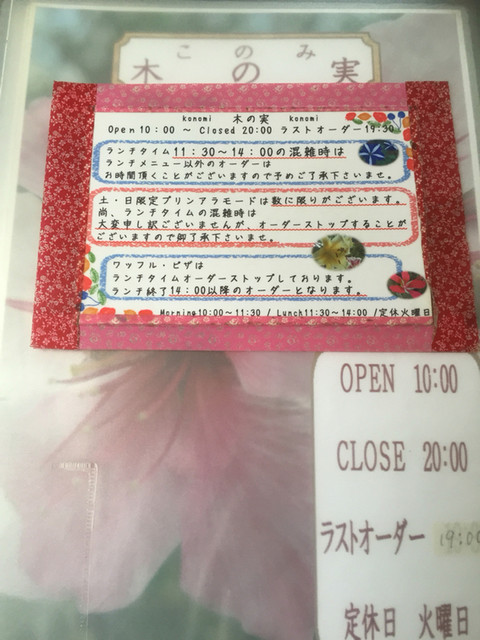 このみ
木の実
konomi 木の実 konomi
Open10:00 ～ Closed 20:00 ラストオーダー19:30
ランチタイム11:30～14:00の混雑時は
ランチメニュー以外のオーダーは
お時間頂くことがございますので予めご了承下さいませ。
土・日限定プリンアラモードは数に限りがございます。
尚、ランチタイムの混雑時は
大変申し訳ございませんが、オーダーストップすることが
ございますので御了承下さいませ。
ワッフル・ピザは
ランチタイムオーダーストップしております。
ランチ終了14:00以降のオーダーとなります。
Morning10:00～11:30 / Lunch11:30～14:00 /定休火曜日
OPEN 10:00
CLOSE 20:00
ラストオーダー 19:00
定休日 火曜日